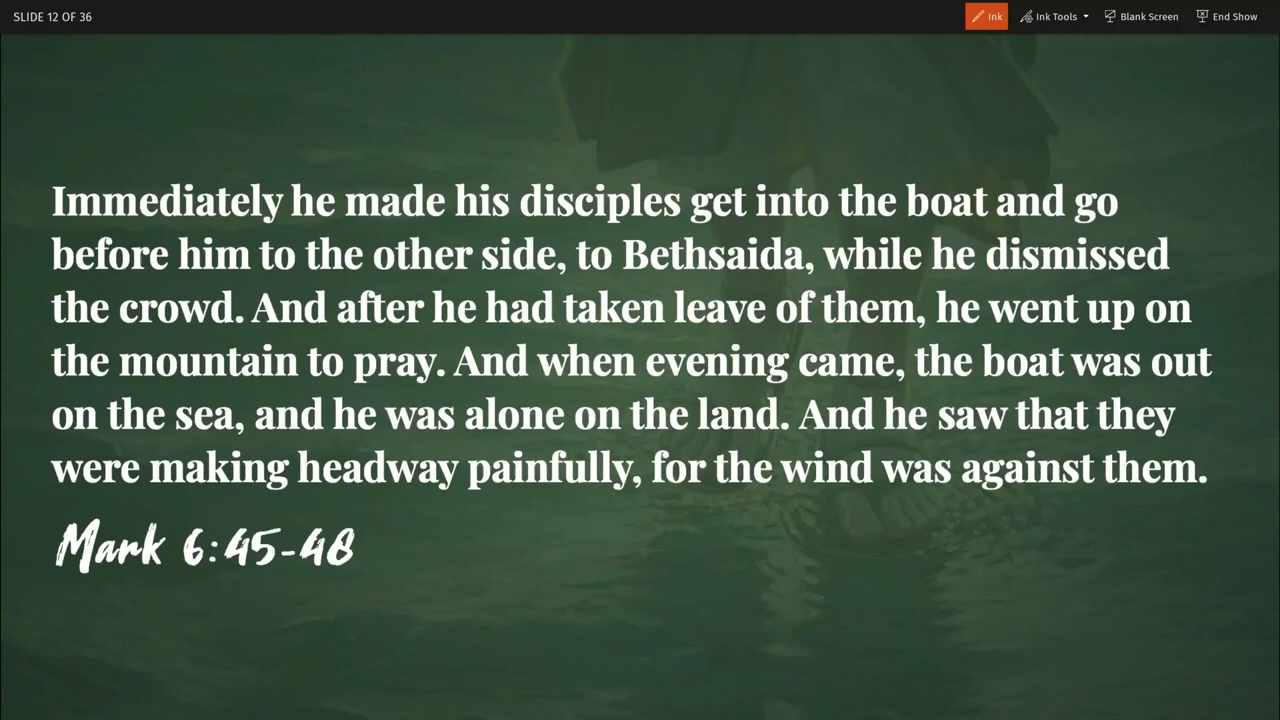 SLIDE 12 OF 36
Ink
Ink Tools
Blank Screen
End Show
Immediately he made his disciples get into the boat and go
before him to the other side, to Bethsaida, while he dismissed
the crowd. And after he had taken leave of them, he went up on
the mountain to pray. And when evening came, the boat was out
on the sea, and he was alone on the land. And he saw that they
were making headway painfully, for the wind was against them.
Mark 6:45-48